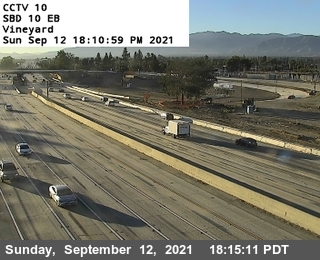 CCTV 10
SBD 10 EB
Vineyard
Sun Sep 12 18:10:59 PM 2021
Sunday, September 12, 2021 18:15:11 PDT